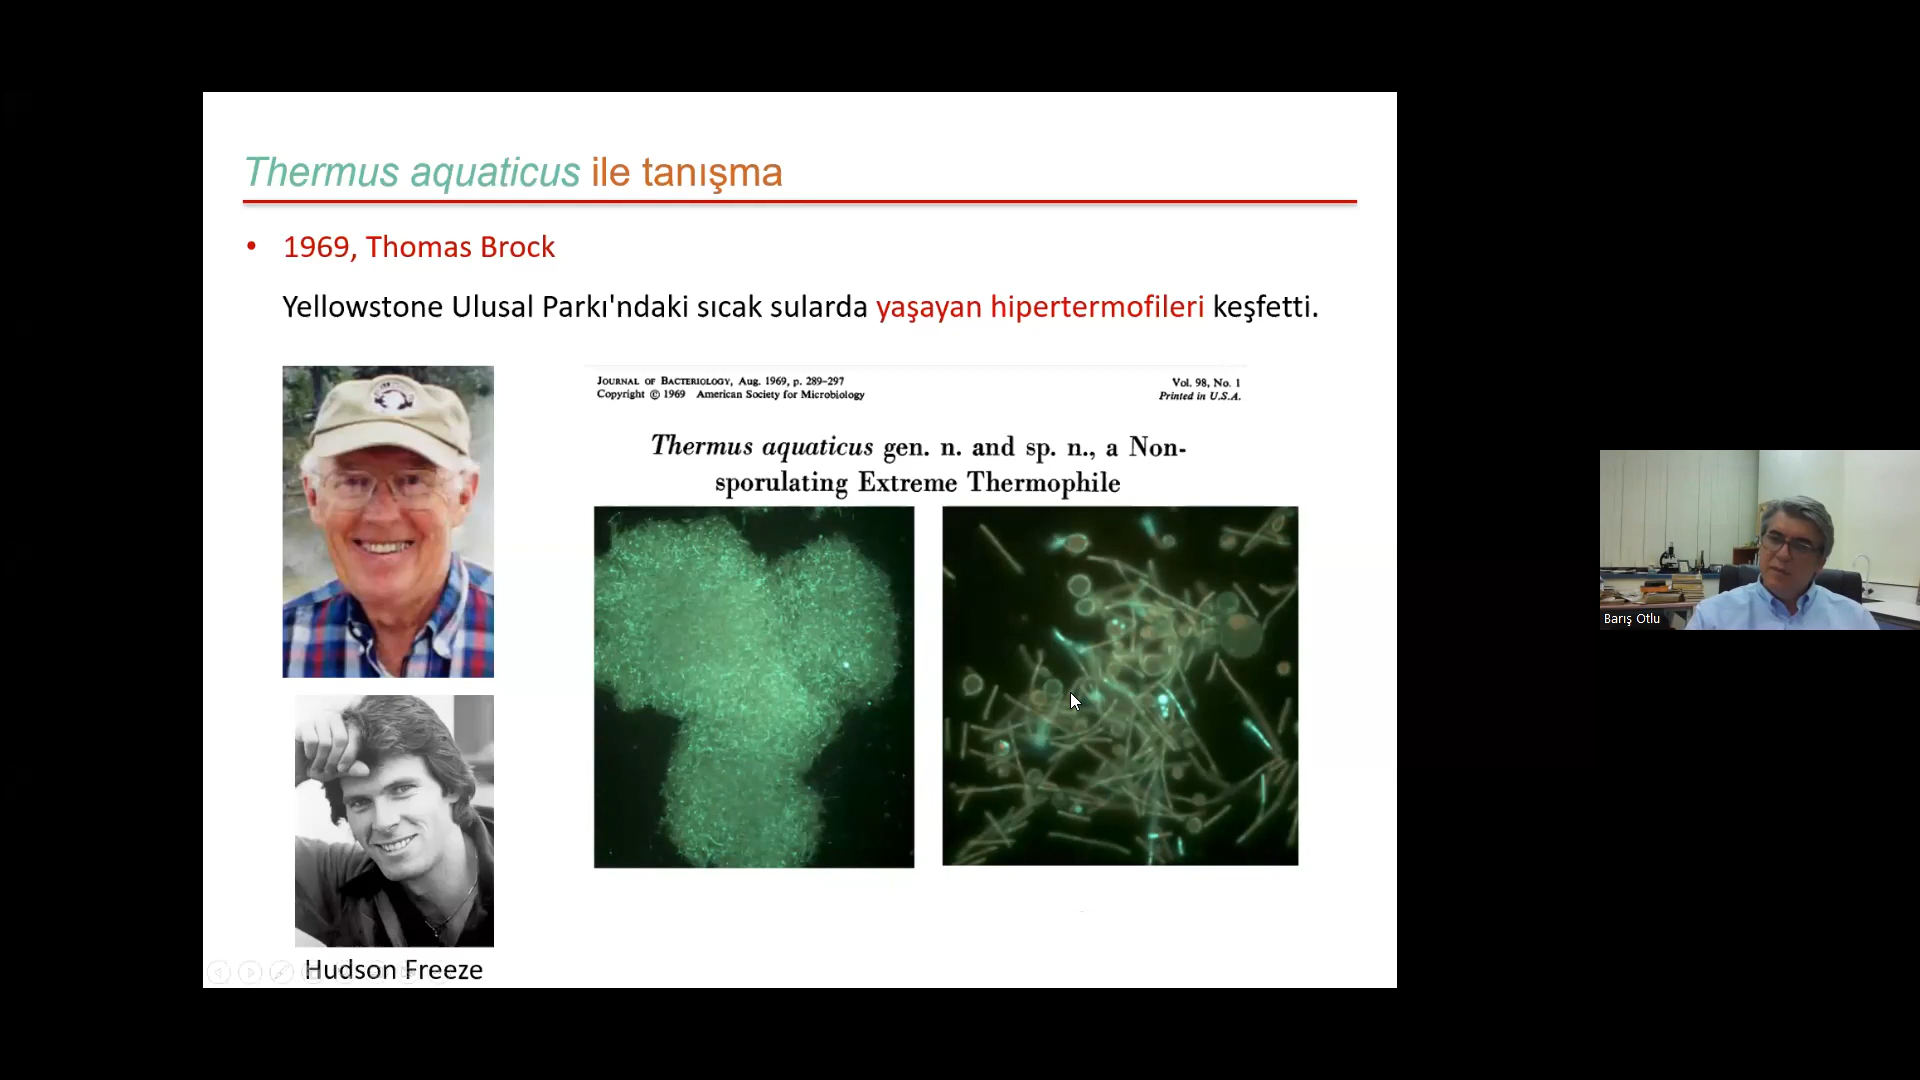 Thermus aquaticus ile tanışma
• 1969, Thomas Brock
Yellowstone Ulusal Parkı'ndaki sıcak sularda yaşayan hipertermofileri keşfetti.
JOURNAL OF BACTERIOLOGY, Aug. 1969, p. 289–297
Copyright © 1969 American Society for Microbiology
Vol. 98, No. 1
Printed in U.S.A.
Thermus aquaticus gen. n. and sp. n., a Non-
sporulating Extreme Thermophile
Hudson Freeze
Barış Otlu